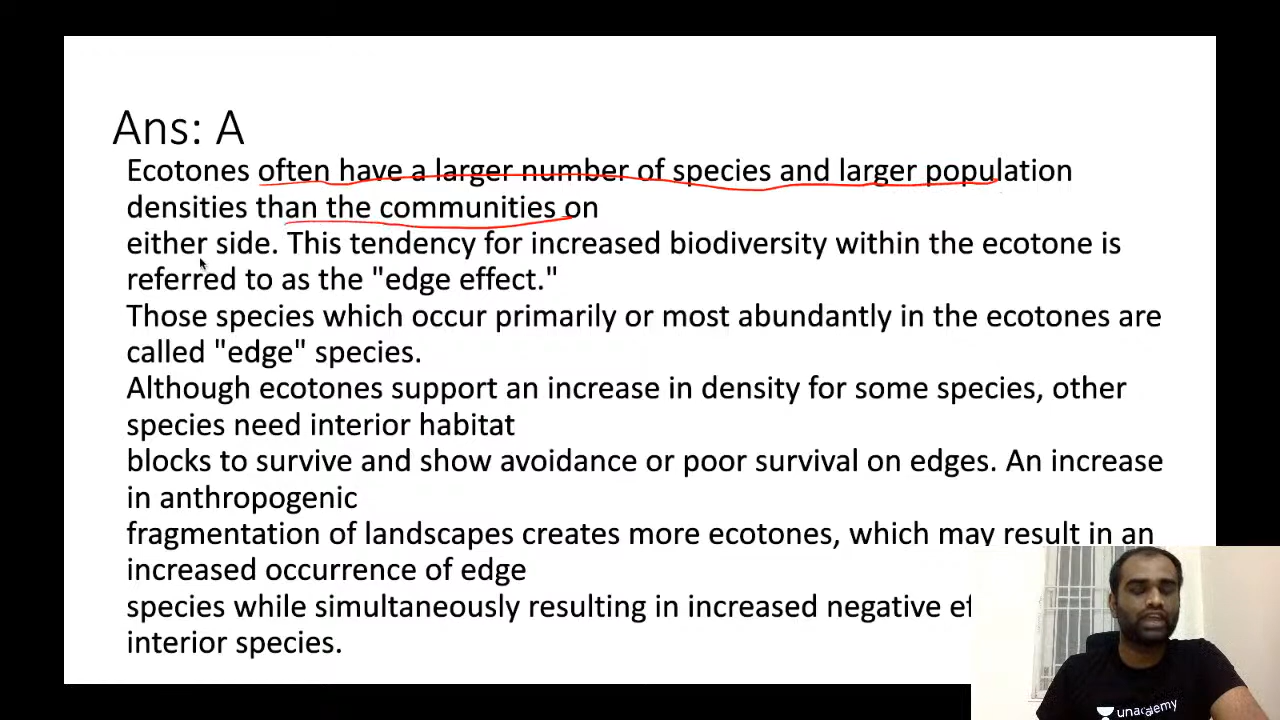 Ans: A
Ecotones often have a larger number of species and larger population
densities than the communities on
either side. This tendency for increased biodiversity within the ecotone is
referred to as the "edge effect."
Those species which occur primarily or most abundantly in the ecotones are
called "edge" species.
Although ecotones support an increase in density for some species, other
species need interior habitat
blocks to survive and show avoidance or poor survival on edges. An increase
in anthropogenic
fragmentation of landscapes creates more ecotones, which may result in an
increased occurrence of edge
species while simultaneously resulting in increased negative
interior species.
unacademy